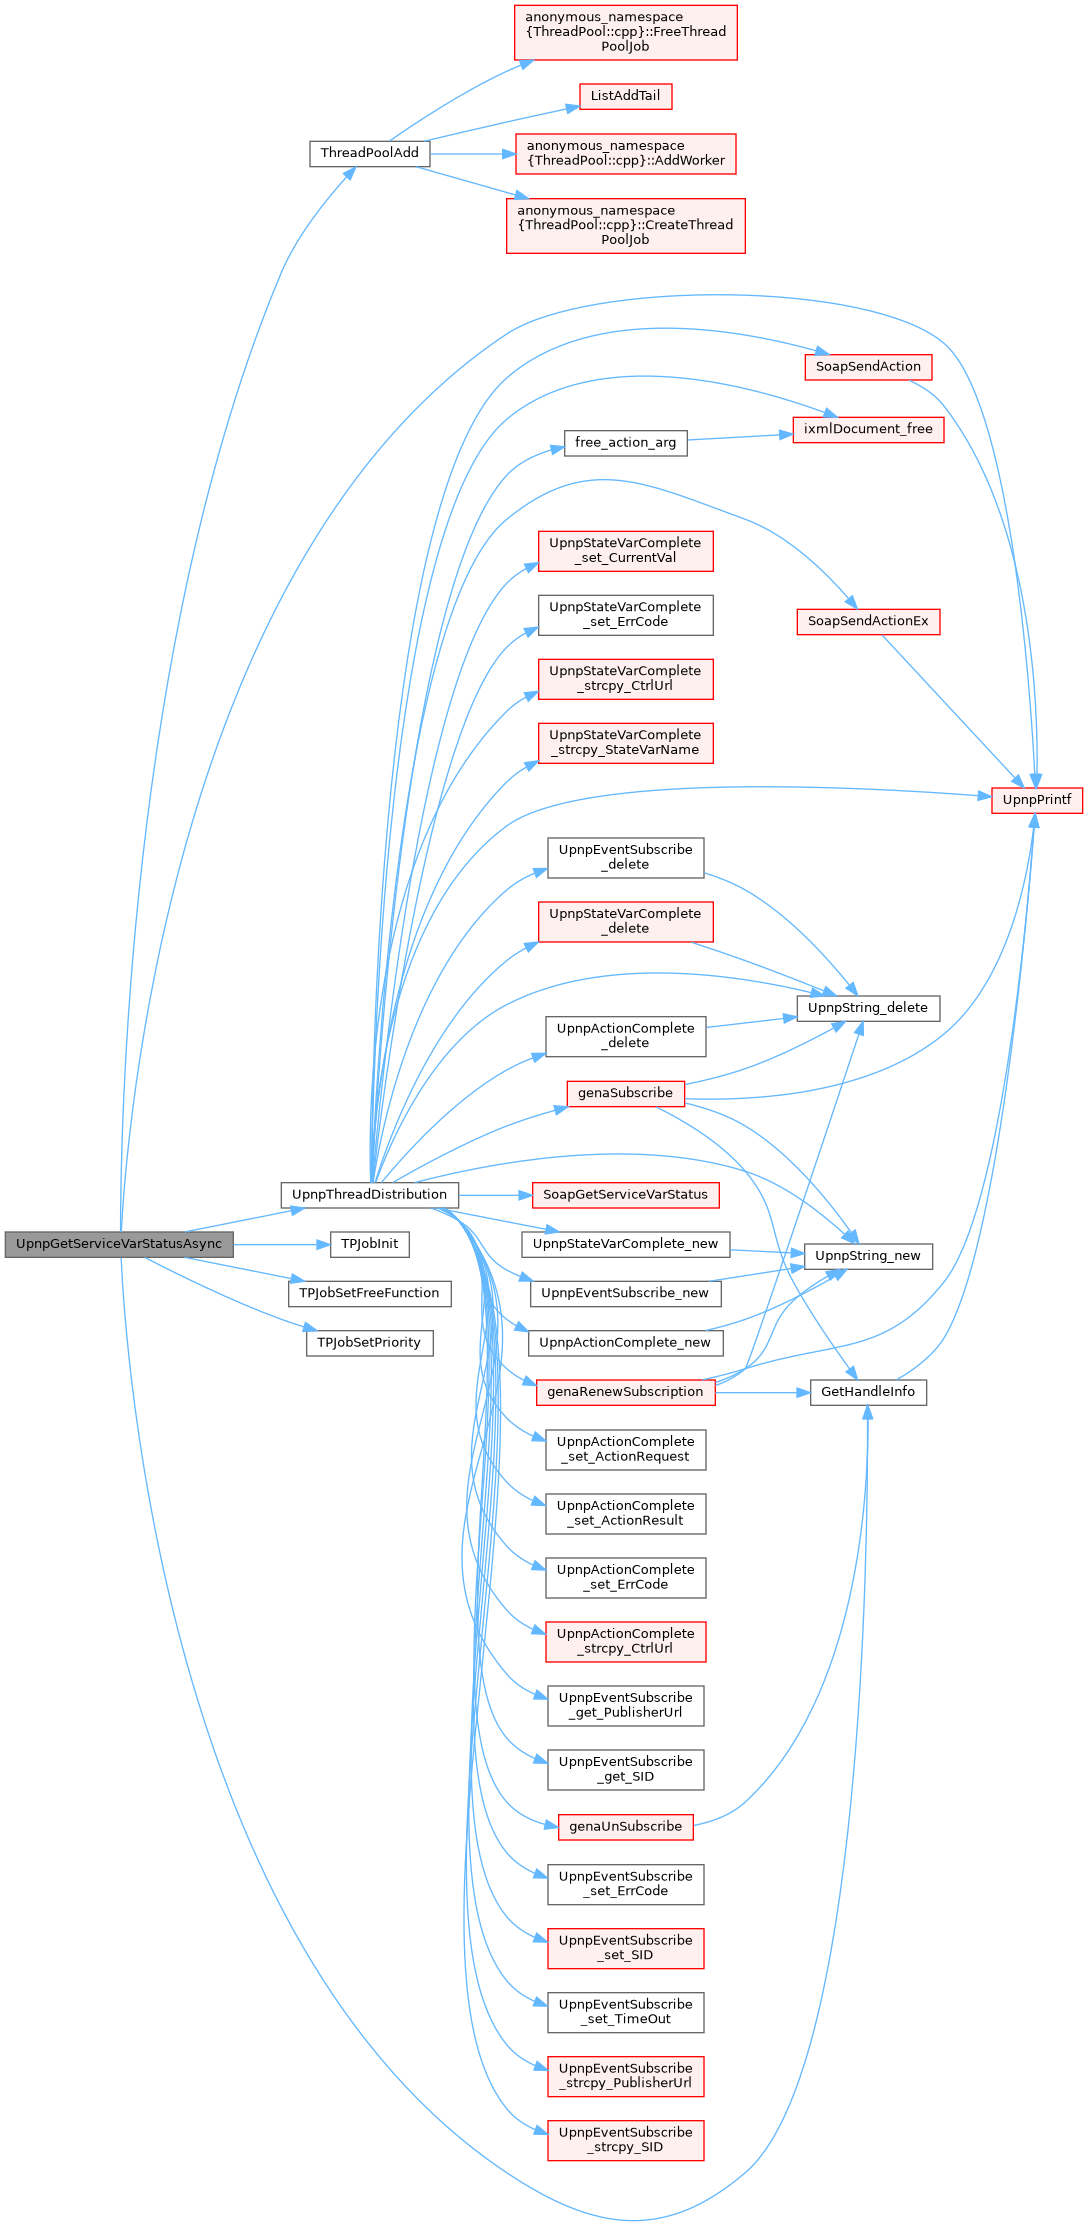 anonymous_namespace
{ThreadPool::cpp}::FreeThread
PoolJob
ListAddTail
ThreadPoolAdd
anonymous_namespace
{ThreadPool::cpp}::AddWorker
anonymous_namespace
{ThreadPool::cpp}::CreateThread
PoolJob
SoapSendAction
ixmlDocument_free
free_action_arg
UpnpStateVarComplete
_set_CurrentVal
UpnpStateVarComplete
_set_ErrCode
SoapSendActionEx
UpnpStateVarComplete
_strcpy_CtrlUrl
UpnpStateVarComplete
_strcpy_StateVarName
UpnpPrintf
UpnpEventSubscribe
_delete
UpnpStateVarComplete
_delete
UpnpString_delete
UpnpActionComplete
_delete
genaSubscribe
UpnpThreadDistribution
SoapGetServiceVarStatus
UpnpGetServiceVarStatusAsync
TPJobInit
UpnpStateVarComplete_new
UpnpString_new
TPJobSetFreeFunction
UpnpEventSubscribe_new
TPJobSetPriority
UpnpActionComplete_new
genaRenewSubscription
GetHandleInfo
UpnpActionComplete
_set_ActionRequest
UpnpActionComplete
_set_ActionResult
UpnpActionComplete
_set_ErrCode
UpnpActionComplete
_strcpy_CtrlUrl
UpnpEventSubscribe
_get_PublisherUrl
UpnpEventSubscribe
_get_SID
genaUnSubscribe
UpnpEventSubscribe
_set_ErrCode
UpnpEventSubscribe
_set_SID
UpnpEventSubscribe
_set_TimeOut
UpnpEventSubscribe
_strcpy_PublisherUrl
UpnpEventSubscribe
_strcpy_SID